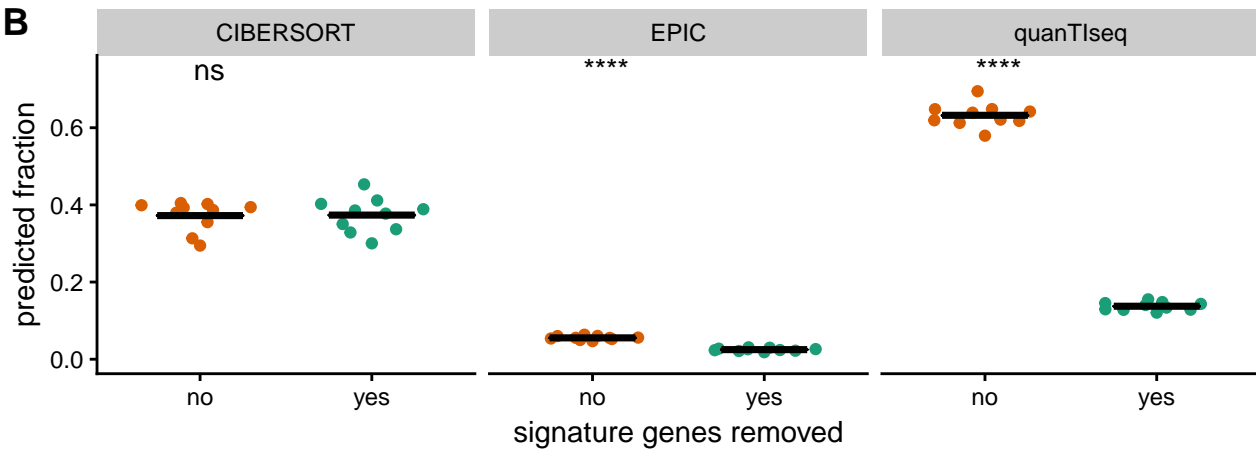 B
CIBERSORT EPIC quanTIseq
ns **** ****
predicted fraction
0.6
0.4
0.2
0.0
no yes no yes no yes
signature genes removed